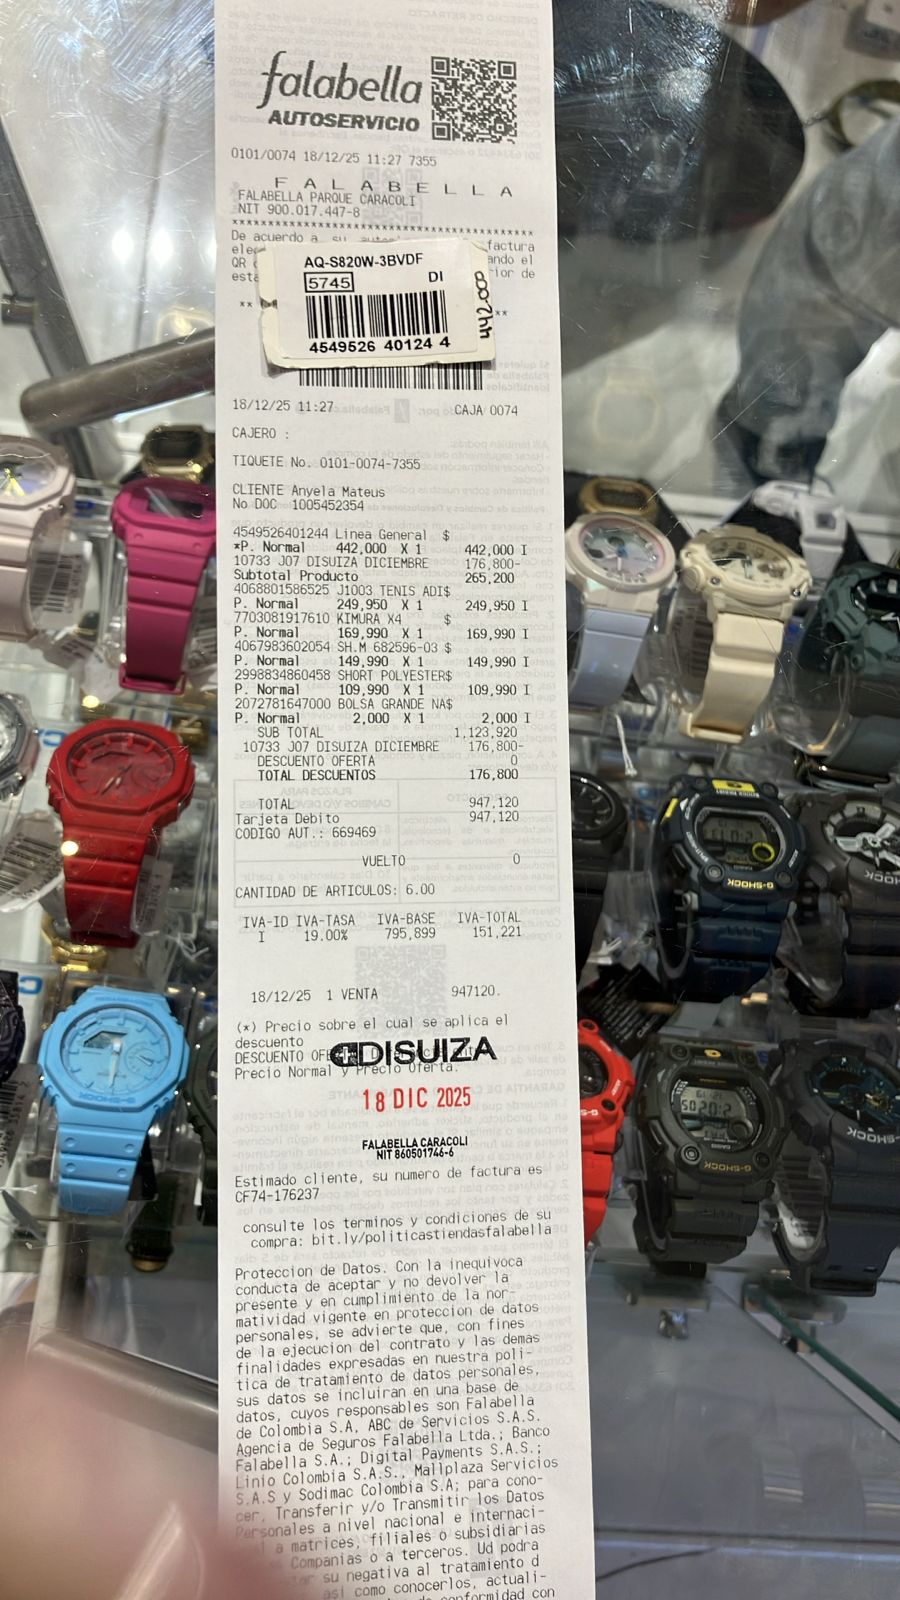 falabella
AUTOSERVICIO
0101/0074 18/12/25 11:27 7355
F A L A B E L L A
FALABELLA PARQUE CARACOLI
NIT 900.017.447-8
**********************************
De acuerdo a su factura
ando el
QR rior de
esta
AQ-S820W-3BVDF
5745 DI
442.000
4549526 40124 4
18/12/25 11:27 CAJA 0074
CAJERO :
TIQUETE No. 0101-0074-7355
CLIENTE Anyela Mateus
No DOC 1005452354
4549526401244 Linea General $
*P. Normal 442,000 X 1 442,000 I
10733 J07 DISUIZA DICIEMBRE 176,800-
Subtotal Producto 265,200
4068801586525 J1003 TENIS ADI$
P. Normal 249,950 X 1 249,950 I
7703081917610 KIMURA X4 $
P. Normal 169,990 X 1 169,990 I
4067983602054 SH.M 682596-03 $
P. Normal 149,990 X 1 149,990 I
2998834860458 SHORT POLYESTER$
P. Normal 109,990 X 1 109,990 I
2072781647000 BOLSA GRANDE NA$
P. Normal 2,000 X 1 2,000 I
SUB TOTAL 1,123,920
10733 J07 DISUIZA DICIEMBRE 176,800-
DESCUENTO OFERTA 0
TOTAL DESCUENTOS 176,800
TOTAL 947,120
Tarjeta Debito 947,120
CODIGO AUT.: 669469
VUELTO 0
CANTIDAD DE ARTICULOS: 6.00
IVA-ID IVA-TASA IVA-BASE IVA-TOTAL
I 19.00% 795,899 151,221
18/12/25 1 VENTA 947120.
(*) Precio sobre el cual se aplica el
descuento
DESCUENTO OFE
DISUIZA
Precio Normal y Precio Oferta.
18 DIC 2025
FALABELLA CARACOLI
NIT 860501746-6
Estimado cliente, su numero de factura es
CF74-176237
consulte los terminos y condiciones de su
compra: bit.ly/politicastiendasfalabella
Proteccion de Datos. Con la inequivoca
conducta de aceptar y no devolver la
presente y en cumplimiento de la nor-
matividad vigente en proteccion de datos
personales, se advierte que, con fines
de la ejecucion del contrato y las demas
finalidades expresadas en nuestra poli-
tica de tratamiento de datos personales,
sus datos se incluiran en una base de
datos, cuyos responsables son Falabella
de Colombia S.A, ABC de Servicios S.A.S.
Agencia de Seguros Falabella Ltda.; Banco
Falabella S.A.; Digital Payments S.A.S.;
Linio Colombia S.A.S., Mallplaza Servicios
S.A.S y Sodimac Colombia S.A; para cono-
cer, Transferir y/o Transmitir los Datos
Personales a nivel nacional e internaci-
a matrices, filiales o subsidiarias
Companias o a terceros. Ud podra
su negativa al tratamiento d
asi como conocerlos, actuali-
conformidad con
G-SHOCK
G-SHOCK
G-SHOCK